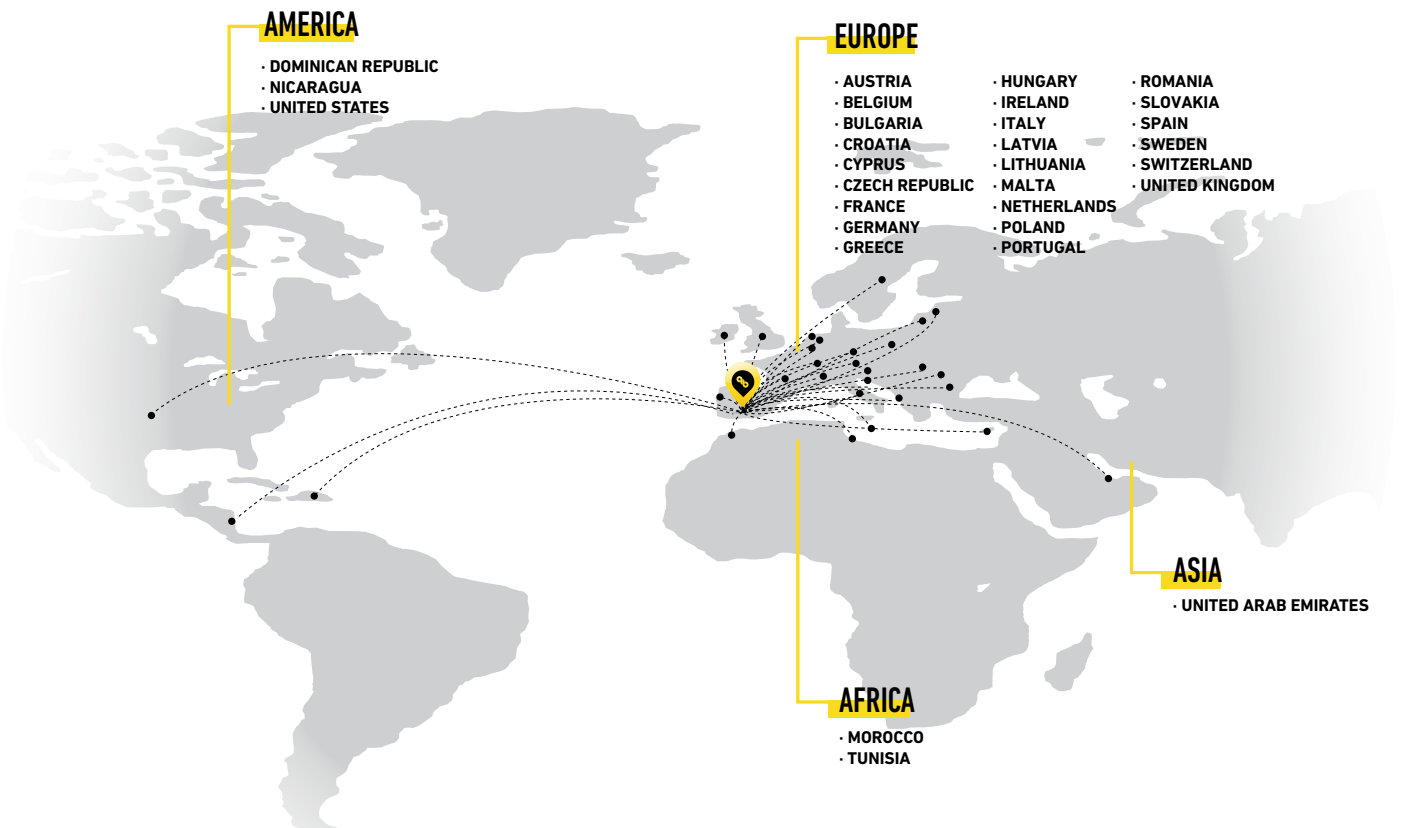 AMERICA
· DOMINICAN REPUBLIC
· NICARAGUA
· UNITED STATES
EUROPE
· AUSTRIA
· BELGIUM
· BULGARIA
· CROATIA
· CYPRUS
· CZECH REPUBLIC
· FRANCE
· GERMANY
· GREECE
· HUNGARY
· IRELAND
· ITALY
· LATVIA
· LITHUANIA
· MALTA
· NETHERLANDS
· POLAND
· PORTUGAL
· ROMANIA
· SLOVAKIA
· SPAIN
· SWEDEN
· SWITZERLAND
· UNITED KINGDOM
ASIA
· UNITED ARAB EMIRATES
AFRICA
· MOROCCO
· TUNISIA